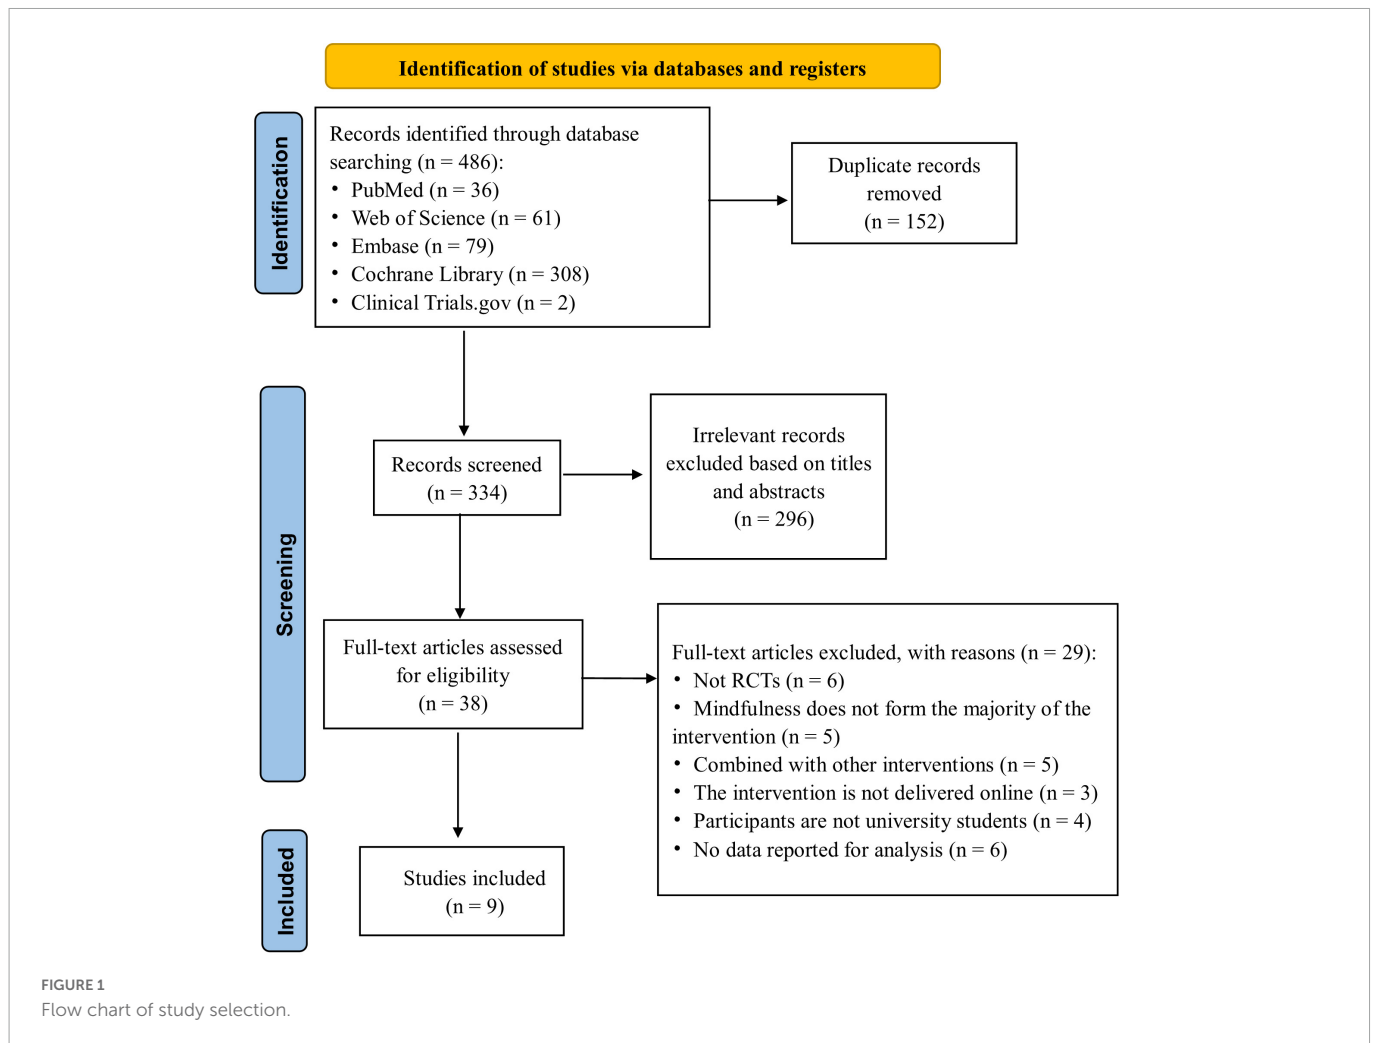 Identification of studies via databases and registers
Identification
Records identified through database
searching (n = 486):
• PubMed (n = 36)
• Web of Science (n = 61)
• Embase (n = 79)
• Cochrane Library (n = 308)
• Clinical Trials.gov (n = 2)
Duplicate records
removed
(n = 152)
Screening
Records screened
(n = 334)
Irrelevant records
excluded based on titles
and abstracts
(n = 296)
Full-text articles assessed
for eligibility
(n = 38)
Full-text articles excluded, with reasons (n = 29):
• Not RCTs (n = 6)
• Mindfulness does not form the majority of the
intervention (n = 5)
• Combined with other interventions (n = 5)
• The intervention is not delivered online (n = 3)
• Participants are not university students (n = 4)
• No data reported for analysis (n = 6)
Included
Studies included
(n = 9)
FIGURE 1
Flow chart of study selection.